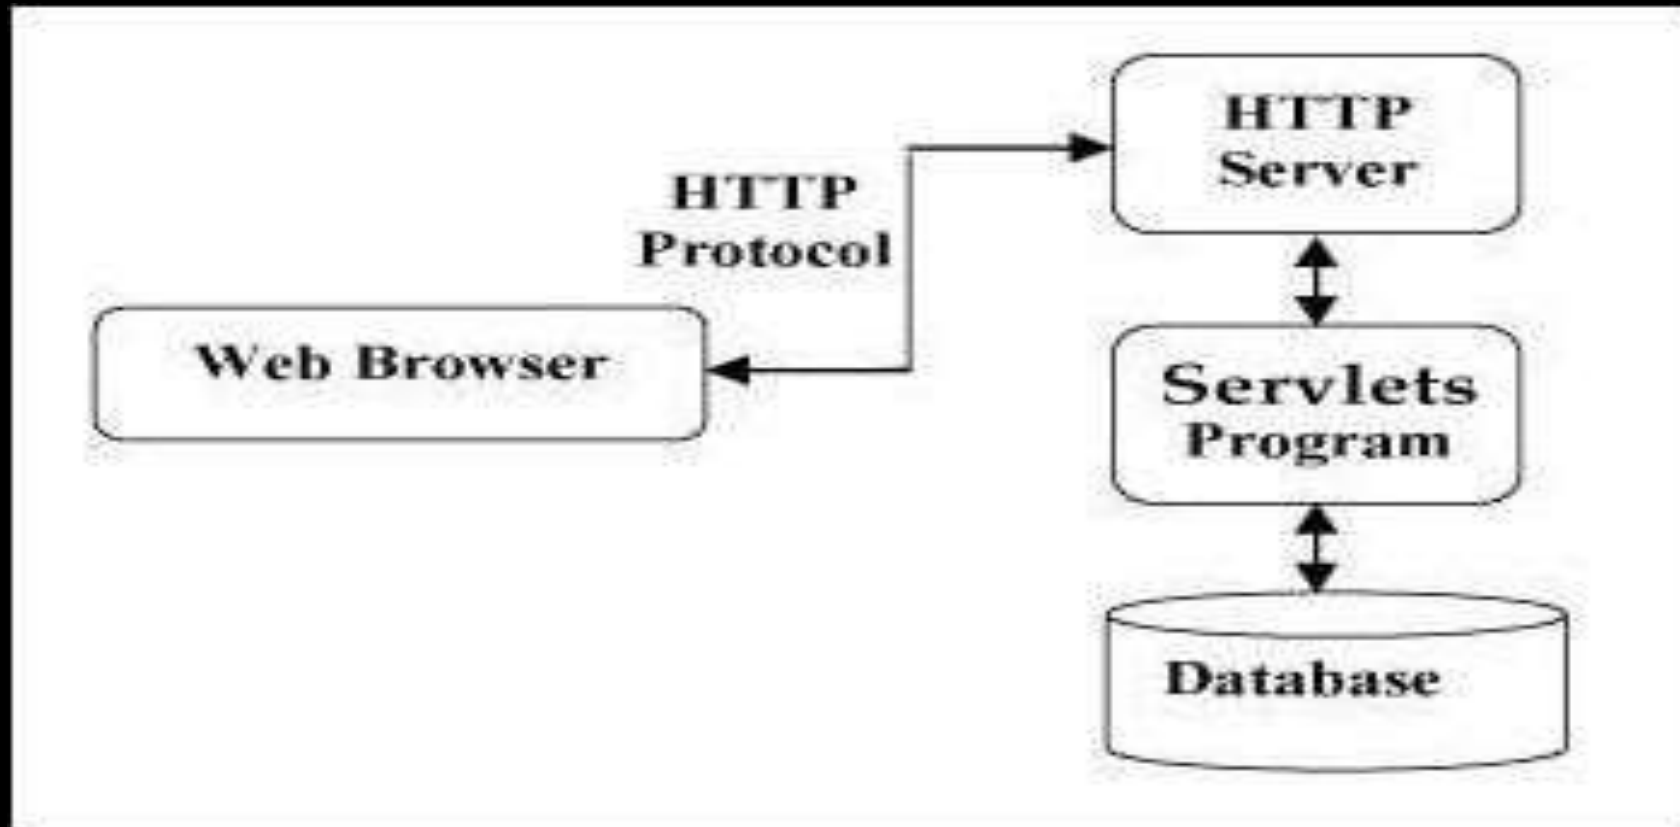 HTTP
Server
HTTP
Protocol
Web Browser
Servlets
Program
Database